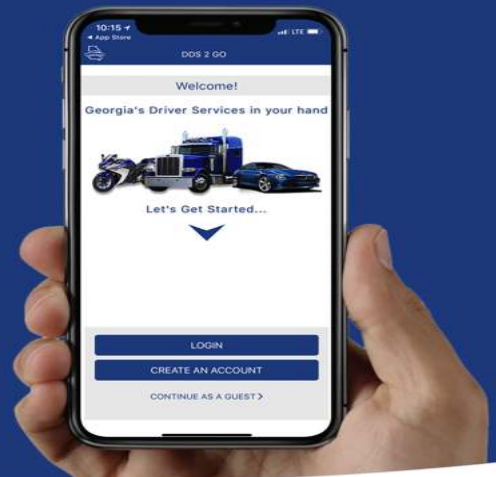 10:15
App Store
LTE
DDS 2 GO
Welcome!
Georgia's Driver Services in your hand
Let's Get Started...
LOGIN
CREATE AN ACCOUNT
CONTINUE AS A GUEST >